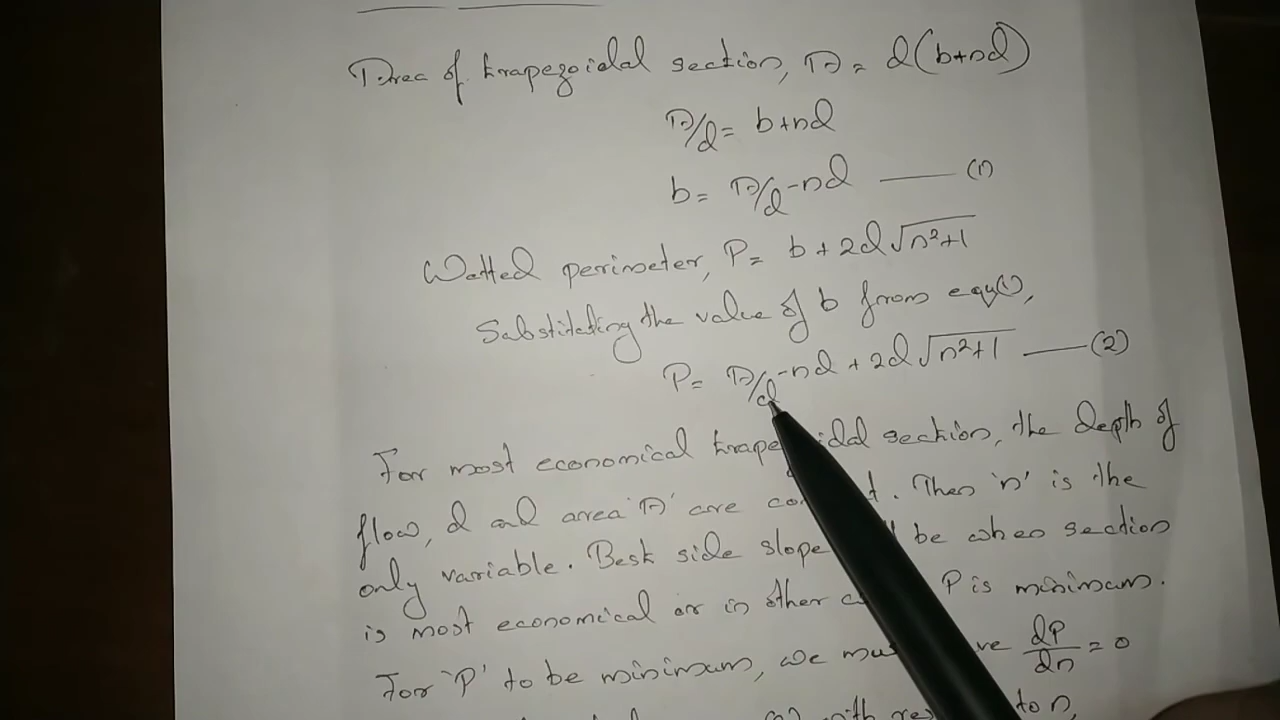 Area of trapezoidal section, A = d(b+nd)
A/d = b+nd
b = A/d - nd —— (1)
Wetted perimeter, P = b + 2d√n²+1
Substituting the value of b from eqn(1),
P = A/d - nd + 2d√n²+1 —— (2)
For most economical section, the depth of
flow, d and area 'A' are . Then 'n' is the
only variable. Best side slope be when section
is most economical or in other P is minimum.
For 'P' to be minimum, we dP/dn = 0
(2) with to n,